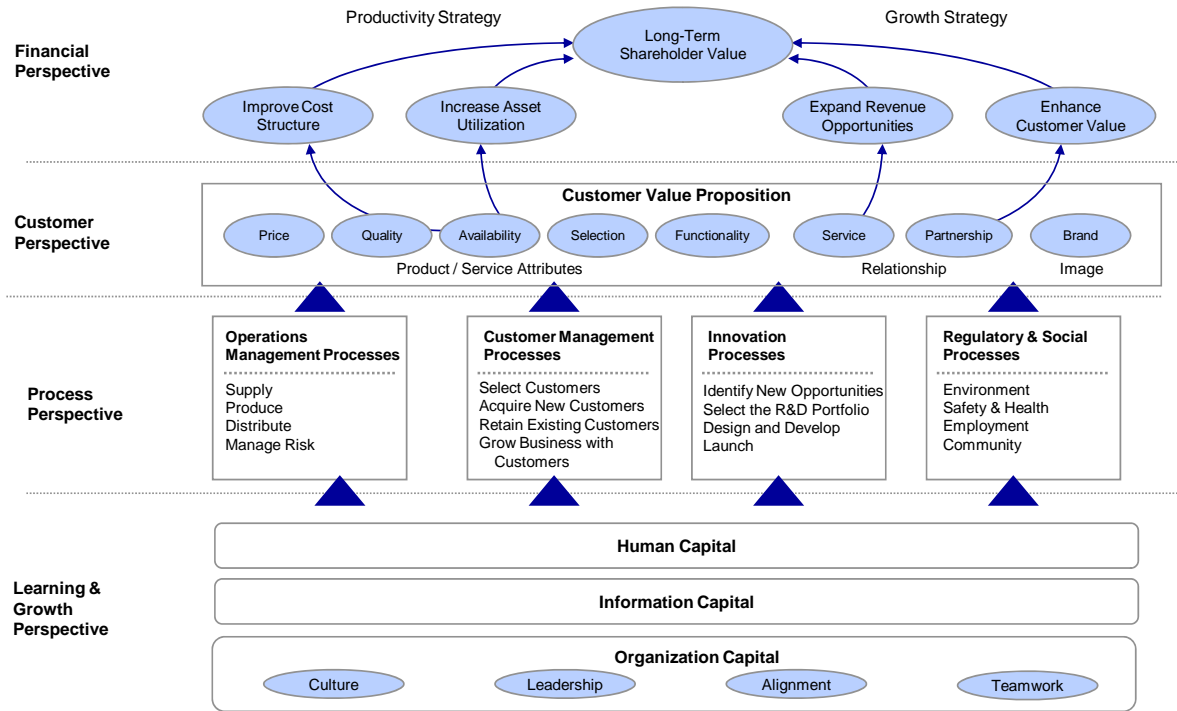 Productivity Strategy
Growth Strategy
Financial
Perspective
Long-Term
Shareholder Value
Improve Cost
Structure
Increase Asset
Utilization
Expand Revenue
Opportunities
Enhance
Customer Value
Customer
Perspective
Customer Value Proposition
Price
Quality
Availability
Selection
Functionality
Service
Partnership
Brand
Product / Service Attributes
Relationship
Image
Process
Perspective
Operations
Management Processes
Supply
Produce
Distribute
Manage Risk
Customer Management
Processes
Select Customers
Acquire New Customers
Retain Existing Customers
Grow Business with
Customers
Innovation
Processes
Identify New Opportunities
Select the R&D Portfolio
Design and Develop
Launch
Regulatory & Social
Processes
Environment
Safety & Health
Employment
Community
Learning &
Growth
Perspective
Human Capital
Information Capital
Organization Capital
Culture
Leadership
Alignment
Teamwork